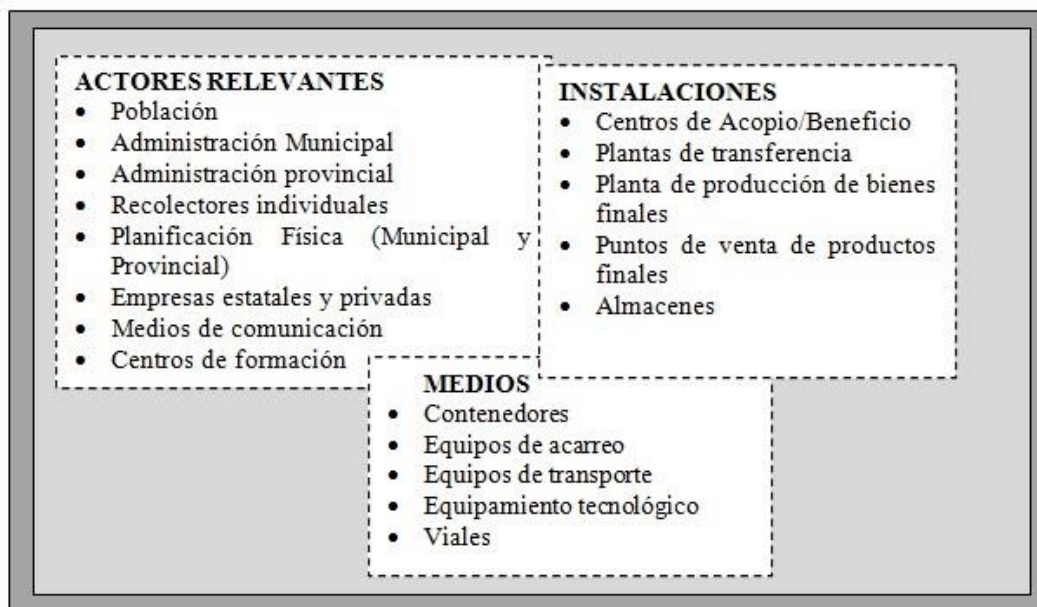 ACTORES RELEVANTES
• Población
• Administración Municipal
• Administración provincial
• Recolectores individuales
• Planificación Física (Municipal y
Provincial)
• Empresas estatales y privadas
• Medios de comunicación
• Centros de formación
INSTALACIONES
• Centros de Acopio/Beneficio
• Plantas de transferencia
• Planta de producción de bienes
finales
• Puntos de venta de productos
finales
• Almacenes
MEDIOS
• Contenedores
• Equipos de acarreo
• Equipos de transporte
• Equipamiento tecnológico
• Viales